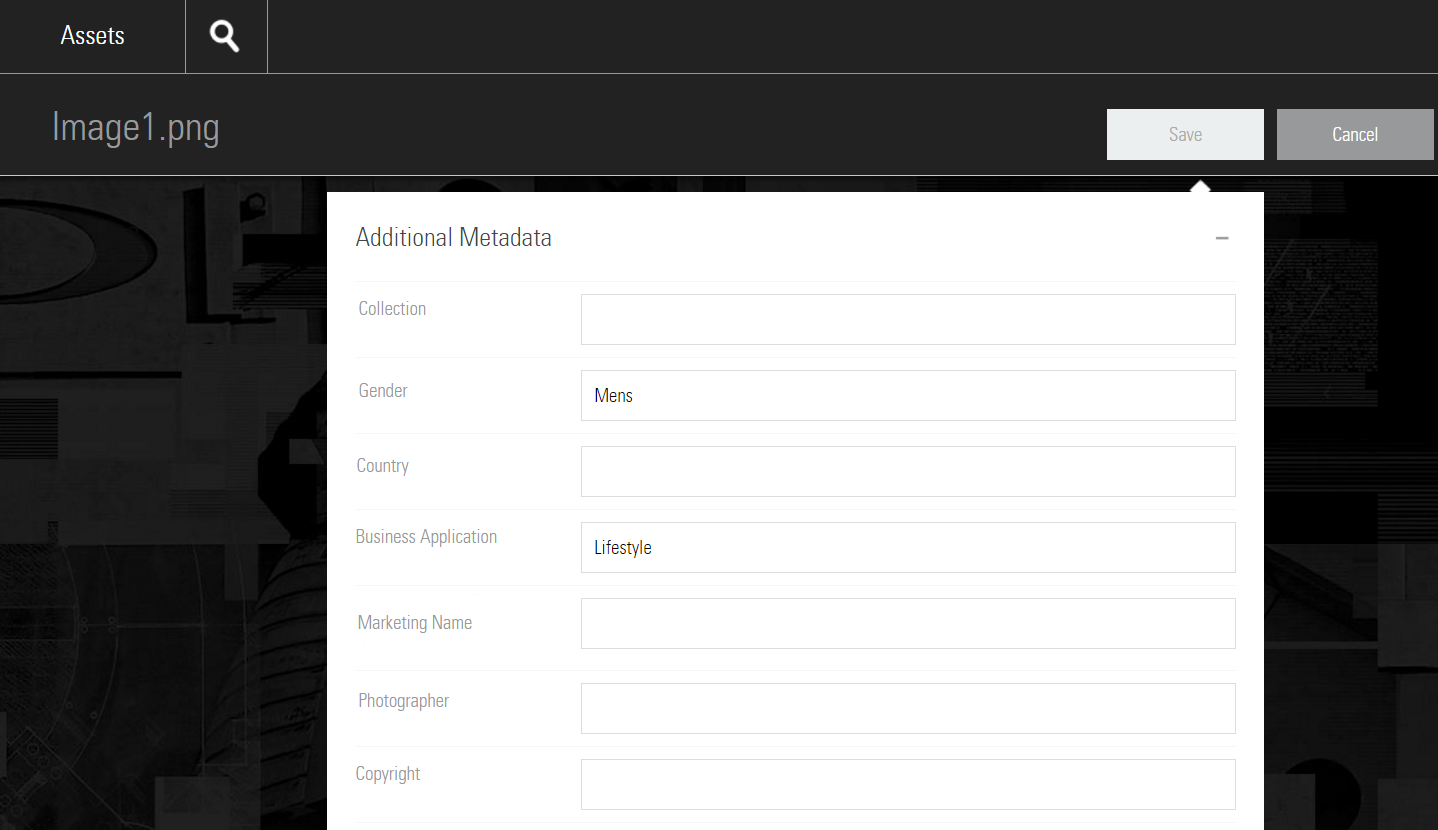 Assets
Image1.png
Save
Cancel
Additional Metadata
Collection
Gender
Mens
Country
Business Application
Lifestyle
Marketing Name
Photographer
Copyright